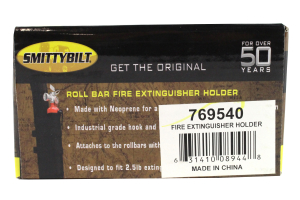 SMITTYBILT
GET THE ORIGINAL
FOR OVER
50
YEARS
ROLL BAR FIRE EXTINGUISHER HOLDER
• Made with Neoprene for a
• Industrial grade hook and
• Attaches to the rollbars with
• Designed to fit 2.5lb extin
769540
FIRE EXTINGUISHER HOLDER
6 31410 08944 8
MADE IN CHINA